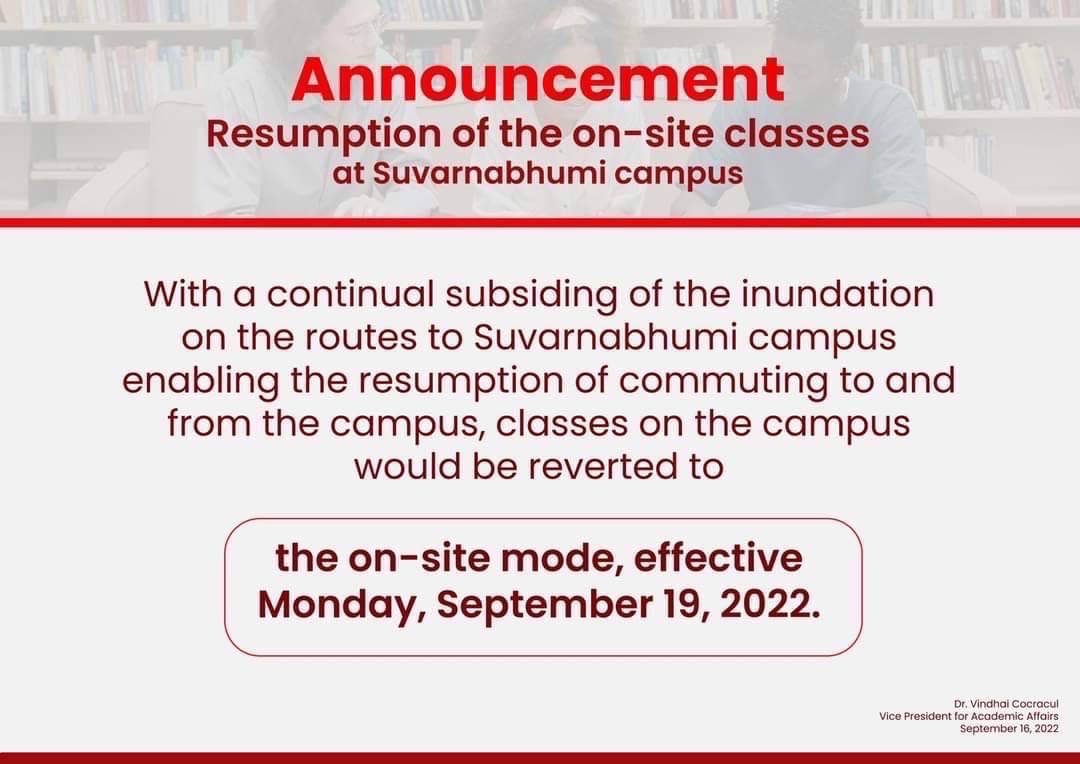 Announcement
Resumption of the on-site classes
at Suvarnabhumi campus
With a continual subsiding of the inundation
on the routes to Suvarnabhumi campus
enabling the resumption of commuting to and
from the campus, classes on the campus
would be reverted to
the on-site mode, effective
Monday, September 19, 2022.
Dr. Vindhai Cocracul
Vice President for Academic Affairs
September 16, 2022